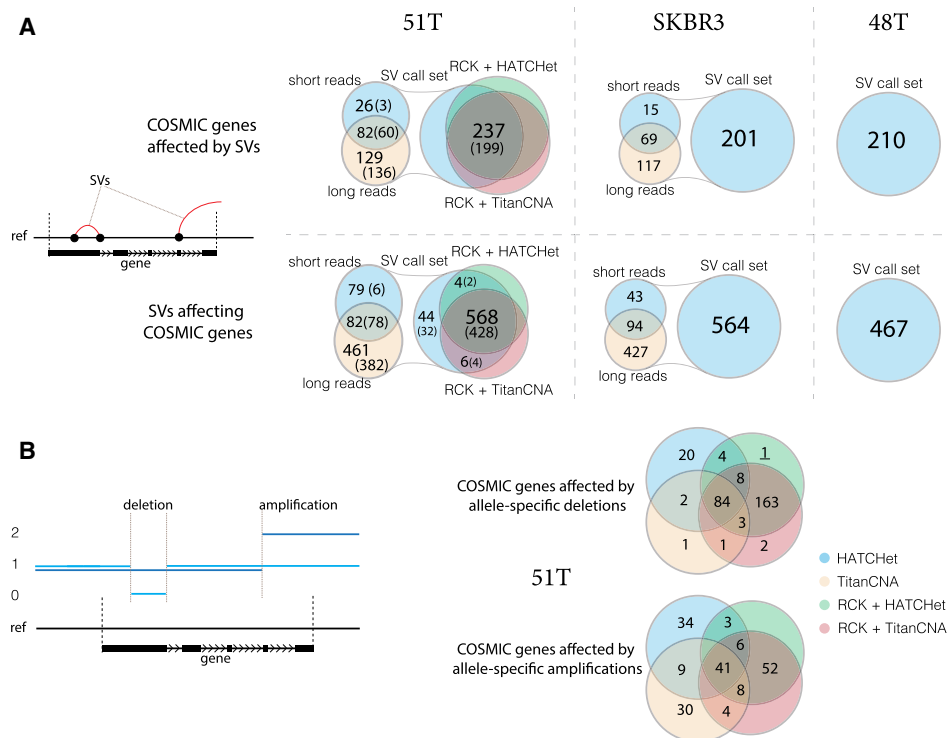 A
51T
SKBR3
48T
COSMIC genes
affected by SVs
short reads
SV call set
RCK + HATCHet
26(3)
82(60)
129
(136)
long reads
237
(199)
RCK + TitanCNA
short reads
SV call set
15
69
117
long reads
201
SV call set
210
SVs
ref
gene
SVs affecting
COSMIC genes
short reads
SV call set
RCK + HATCHet
79 (6)
82(78)
461
(382)
long reads
44
(32)
4(2)
568
(428)
6(4)
RCK + TitanCNA
short reads
SV call set
43
94
427
long reads
564
SV call set
467
B
deletion
amplification
2
1
0
ref
gene
COSMIC genes affected by
allele-specific deletions
20
4
1
8
2
84
163
3
1
1
2
51T
COSMIC genes affected by
allele-specific amplifications
34
3
6
9
41
52
8
30
4
HATCHet
TitanCNA
RCK + HATCHet
RCK + TitanCNA